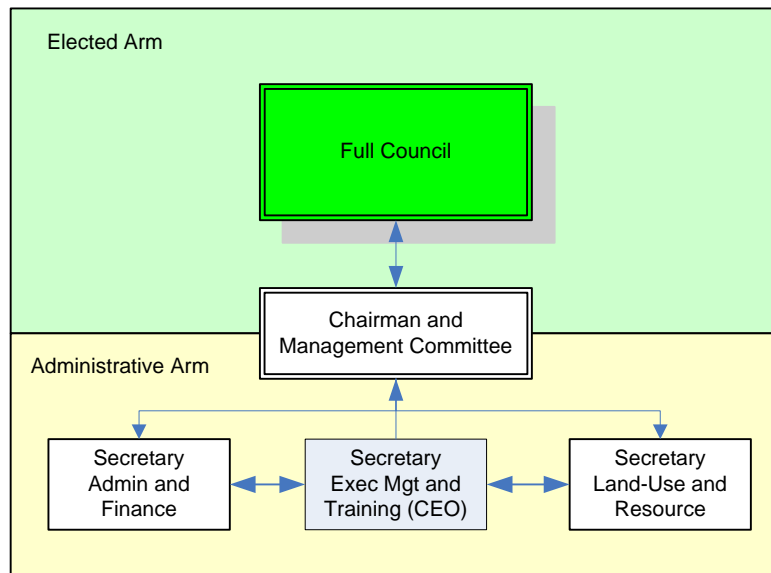 Elected Arm
Full Council
Chairman and
Management Committee
Administrative Arm
Secretary
Admin and
Finance
Secretary
Exec Mgt and
Training (CEO)
Secretary
Land-Use and
Resource